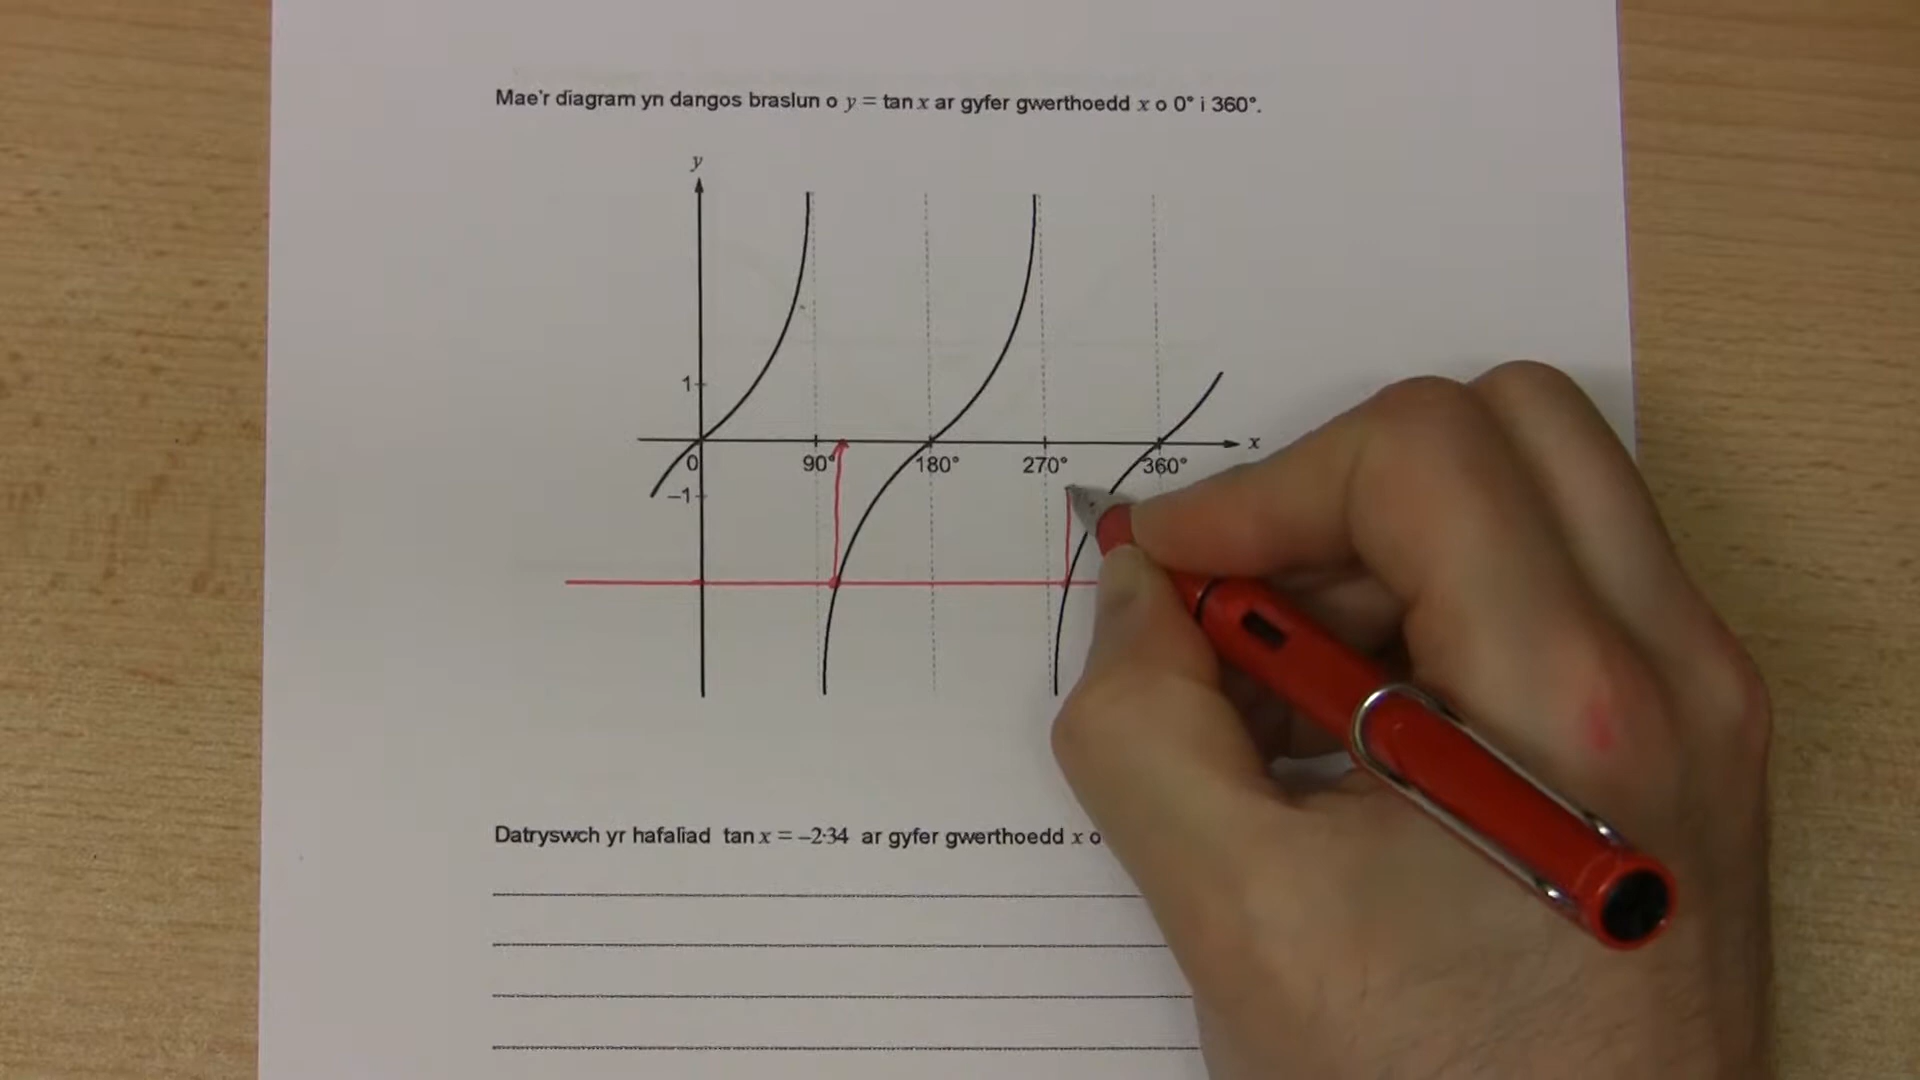 Mae'r diagram yn dangos braslun o y = tan x ar gyfer gwerthoedd x o 0° i 360°.
y
1
x
0
90°
180°
270°
360°
–1
Datryswch yr hafaliad tan x = –2·34 ar gyfer gwerthoedd x o